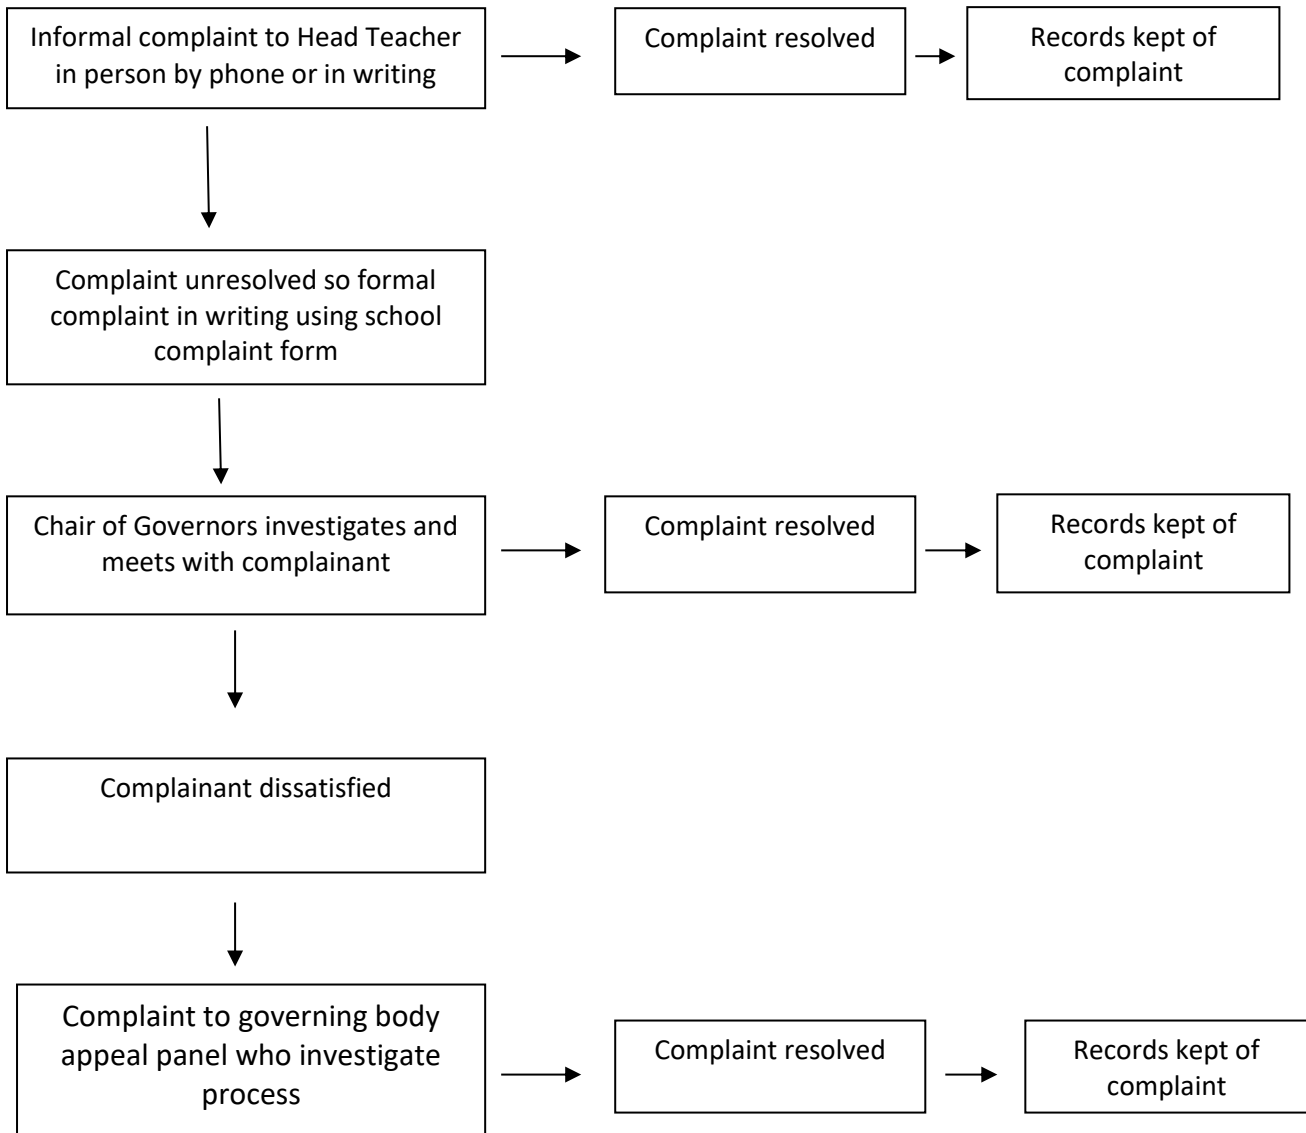 Informal complaint to Head Teacher
in person by phone or in writing
Complaint resolved
Records kept of
complaint
Complaint unresolved so formal
complaint in writing using school
complaint form
Chair of Governors investigates and
meets with complainant
Complaint resolved
Records kept of
complaint
Complainant dissatisfied
Complaint to governing body
appeal panel who investigate
process
Complaint resolved
Records kept of
complaint